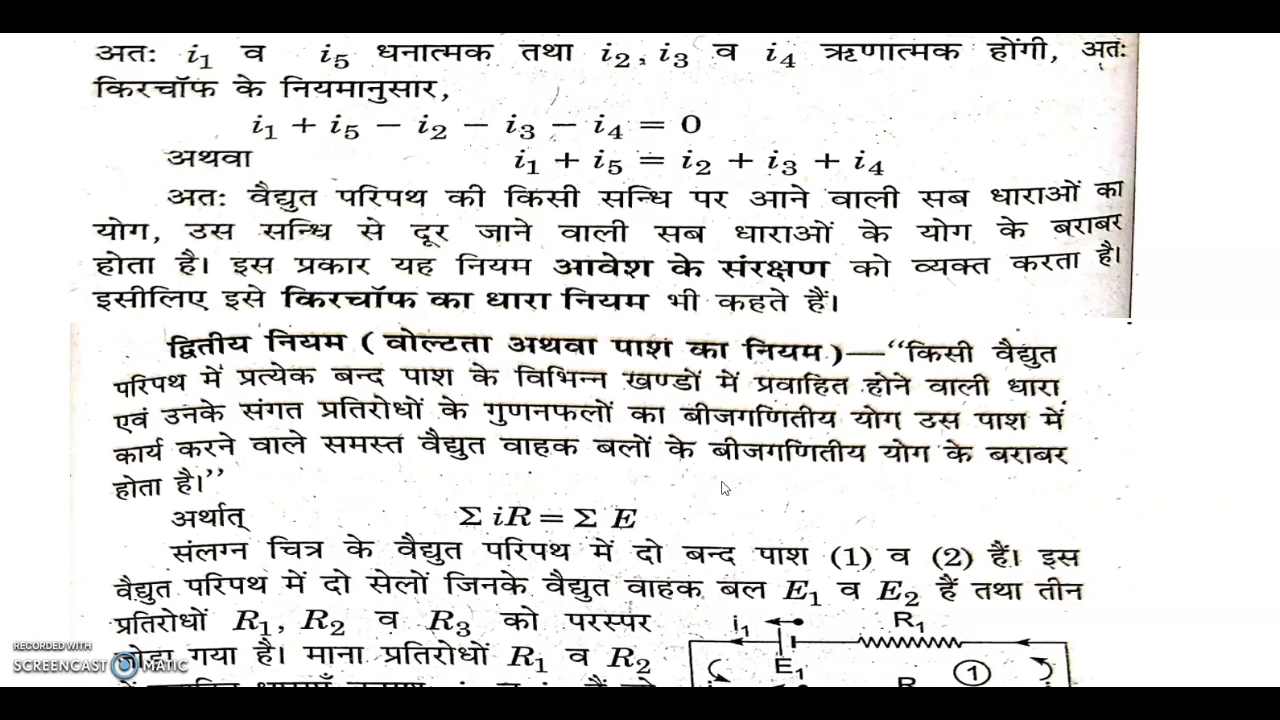 अतः i₁ व i₅ धनात्मक तथा i₂, i₃ व i₄ ऋणात्मक होंगी, अतः
किरचॉफ के नियमानुसार,
i₁ + i₅ − i₂ − i₃ − i₄ = 0
अथवा i₁ + i₅ = i₂ + i₃ + i₄
अतः वैद्युत परिपथ की किसी सन्धि पर आने वाली सब धाराओं का
योग, उस सन्धि से दूर जाने वाली सब धाराओं के योग के बराबर
होता है। इस प्रकार यह नियम आवेश के संरक्षण को व्यक्त करता है।
इसीलिए इसे किरचॉफ का धारा नियम भी कहते हैं।
द्वितीय नियम ( वोल्टता अथवा पाश का नियम )—“किसी वैद्युत
परिपथ में प्रत्येक बन्द पाश के विभिन्न खण्डों में प्रवाहित होने वाली धारा
एवं उनके संगत प्रतिरोधों के गुणनफलों का बीजगणितीय योग उस पाश में
कार्य करने वाले समस्त वैद्युत वाहक बलों के बीजगणितीय योग के बराबर
होता है।”
अर्थात् Σ iR = Σ E
संलग्न चित्र के वैद्युत परिपथ में दो बन्द पाश (1) व (2) हैं। इस
वैद्युत परिपथ में दो सेलों जिनके वैद्युत वाहक बल E₁ व E₂ हैं तथा तीन
प्रतिरोधों R₁, R₂ व R₃ को परस्पर
गया है। माना प्रतिरोधों R₁ व R₂
i₁ R₁
E₁ 1
RECORDED WITH
SCREENCAST MATIC